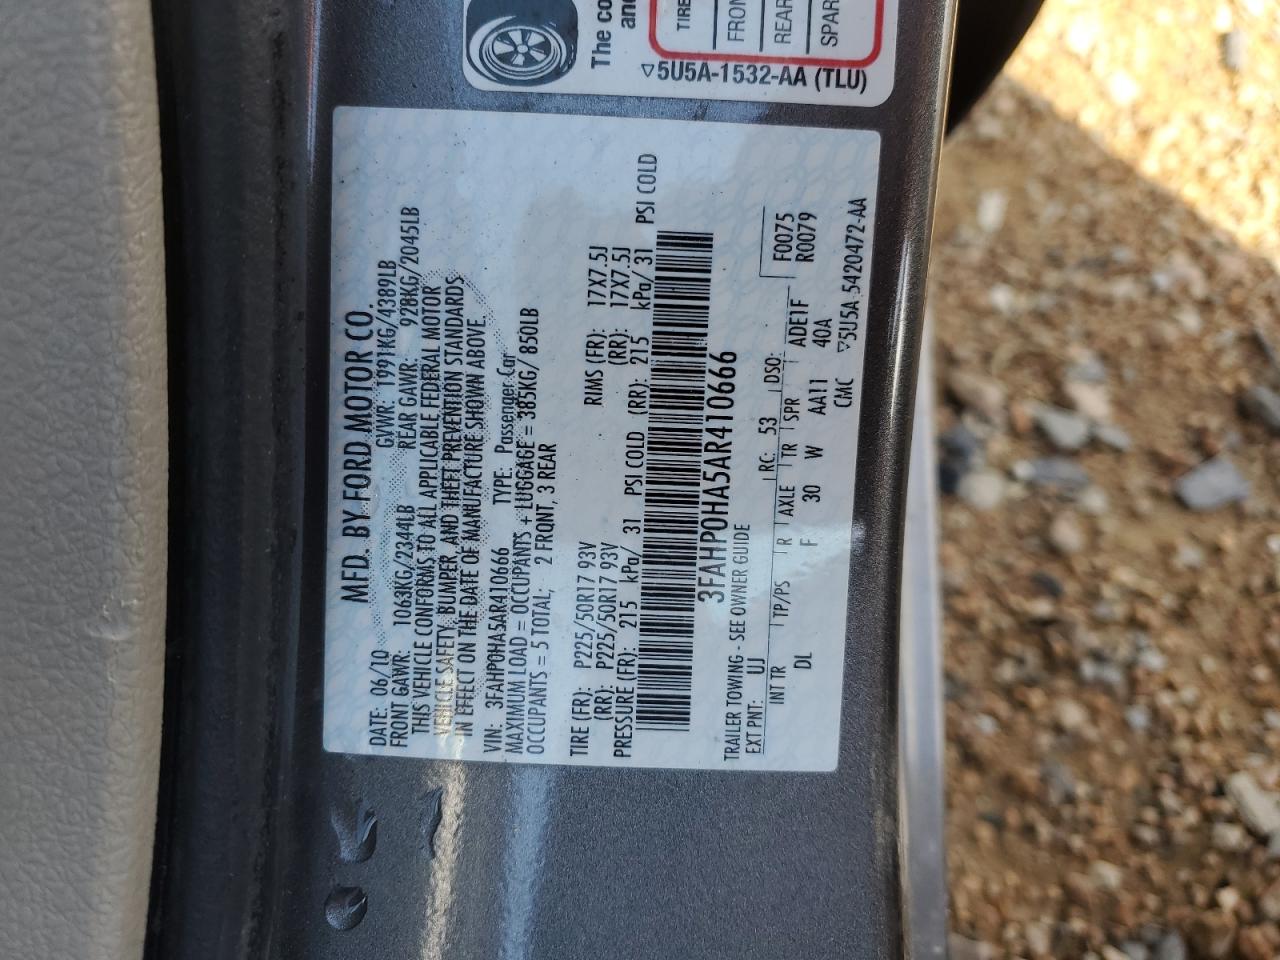 The co
and
TIRE
FRON
REAR
SPAR
▽5U5A-1532-AA (TLU)
MFD. BY FORD MOTOR CO.
DATE: 06/10 GVWR: 1991KG/4389LB
FRONT GAWR: 1063KG/2344LB REAR GAWR: 928KG/2045LB
THIS VEHICLE CONFORMS TO ALL APPLICABLE FEDERAL MOTOR
VEHICLE SAFETY, BUMPER, AND THEFT PREVENTION STANDARDS
IN EFFECT ON THE DATE OF MANUFACTURE SHOWN ABOVE.
VIN: 3FAHP0HA5AR410666 TYPE: Passenger Car
MAXIMUM LOAD = OCCUPANTS + LUGGAGE = 385KG/ 850LB
OCCUPANTS = 5 TOTAL; 2 FRONT, 3 REAR
TIRE (FR): P225/50R17 93V RIMS (FR): 17X7.5J
(RR): P225/50R17 93V (RR): 17X7.5J
PRESSURE (FR): 215 kPa/ 31 PSI COLD (RR): 215 kPa/ 31 PSI COLD
3FAHP0HA5AR410666
TRAILER TOWING - SEE OWNER GUIDE
EXT PNT: UJ RC: 53 DSO: F0075
INT TR TP/PS R AXLE TR SPR ADE1F R0079
DL F 30 W AA11 40A
CMC ▽5U5A 5420472-AA